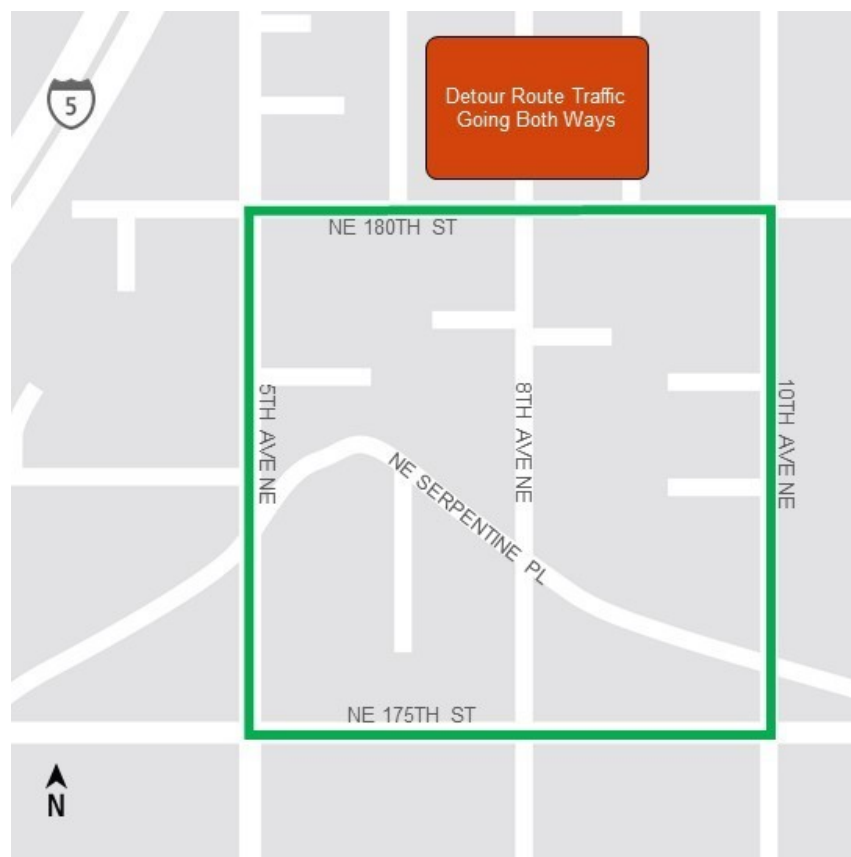 5
Detour Route Traffic
Going Both Ways
NE 180TH ST
5TH AVE NE
8TH AVE NE
10TH AVE NE
NE SERPENTINE PL
NE 175TH ST
N